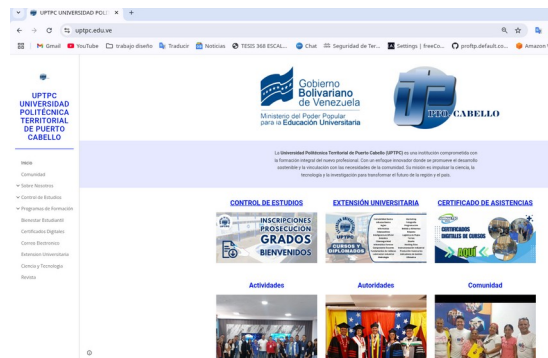 UPTPC UNIVERSIDAD POLI
uptpc.edu.ve
Gmail
YouTube
trabajo diseño
Traducir
Noticias
TESIS 368 ESCAL...
Chat
Seguridad de Ter...
Settings | FreeCo...
proftp.default.co...
Amazon
UPTPC
UNIVERSIDAD
POLITÉCNICA
TERRITORIAL
DE PUERTO
CABELLO
Inicio
Comunidad
Sobre Nosotros
Control de Estudios
Programas de Formación
Bienestar Estudiantil
Certificados Digitales
Correo Electrónico
Extension Universitaria
Ciencia y Tecnología
Revista
Gobierno
Bolivariano
de Venezuela
Ministerio del Poder Popular
para la Educación Universitaria
PTO. CABELLO
La Universidad Politécnica Territorial de Puerto Cabello (UPTPC) es una institución comprometida con
la formación integral del nuevo profesional. Con un enfoque innovador donde se promueve el desarrollo
sostenible y la vinculación con las necesidades de la comunidad. Su misión es impulsar la ciencia, la
tecnología y la investigación para transformar el futuro de la región y el país.
CONTROL DE ESTUDIOS
INSCRIPCIONES
PROSECUCIÓN
GRADOS
BIENVENIDOS
EXTENSIÓN UNIVERSITARIA
UPTPC
CURSOS Y
DIPLOMADOS
CERTIFICADO DE ASISTENCIAS
CERTIFICADOS
DIGITALES DE CURSOS
AQUÍ
Actividades
Autoridades
Comunidad